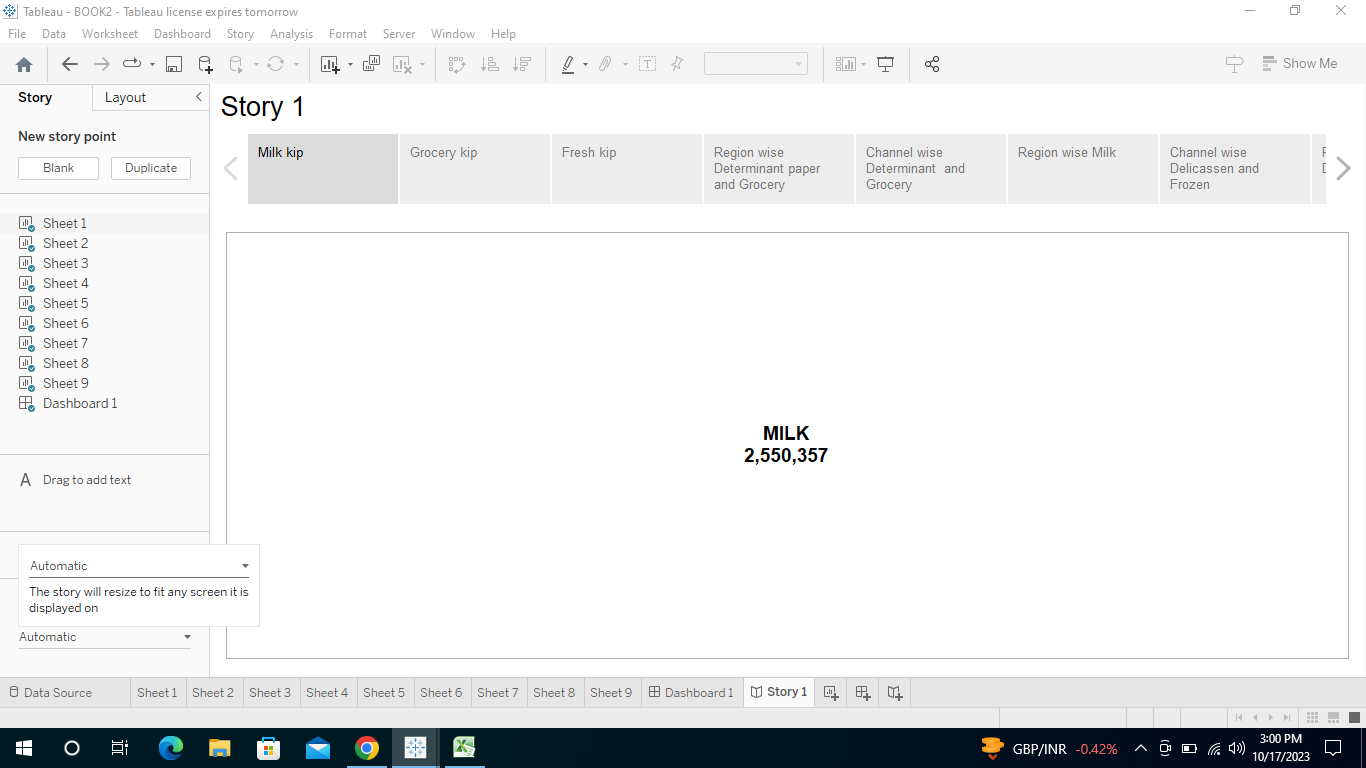 Tableau - BOOK2 - Tableau license expires tomorrow
File Data Worksheet Dashboard Story Analysis Format Server Window Help
Show Me
Story Layout
New story point
Blank Duplicate
Sheet 1
Sheet 2
Sheet 3
Sheet 4
Sheet 5
Sheet 6
Sheet 7
Sheet 8
Sheet 9
Dashboard 1
A Drag to add text
Automatic
The story will resize to fit any screen it is
displayed on
Automatic
Story 1
Milk kip
Grocery kip
Fresh kip
Region wise
Determinant paper
and Grocery
Channel wise
Determinant and
Grocery
Region wise Milk
Channel wise
Delicassen and
Frozen
MILK
2,550,357
Data Source Sheet 1 Sheet 2 Sheet 3 Sheet 4 Sheet 5 Sheet 6 Sheet 7 Sheet 8 Sheet 9 Dashboard 1 Story 1
GBP/INR -0.42%
3:00 PM
10/17/2023